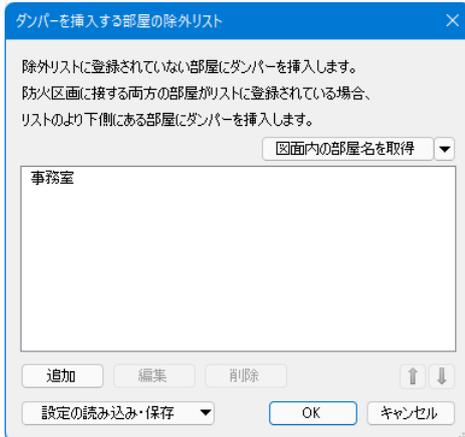 ダンパーを挿入する部屋の除外リスト
除外リストに登録されていない部屋にダンパーを挿入します。
防火区画に接する両方の部屋がリストに登録されている場合、
リストのより下側にある部屋にダンパーを挿入します。
図面内の部屋名を取得
事務室
追加 編集 削除
設定の読み込み・保存 OK キャンセル